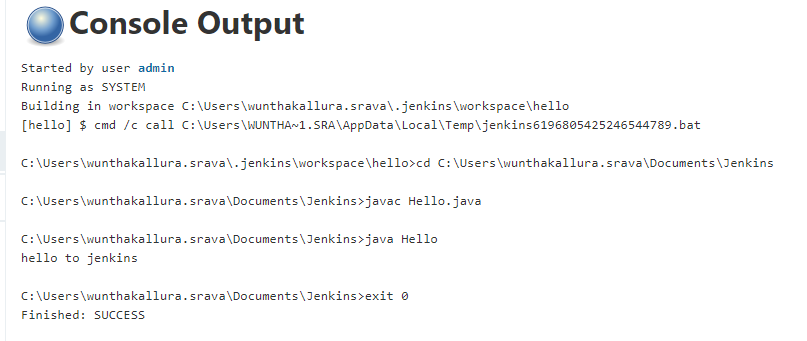 Console Output
Started by user admin
Running as SYSTEM
Building in workspace C:\Users\wunthakallura.srava\.jenkins\workspace\hello
[hello] $ cmd /c call C:\Users\WUNTHA~1.SRA\AppData\Local\Temp\jenkins6196805425246544789.bat
C:\Users\wunthakallura.srava\.jenkins\workspace\hello>cd C:\Users\wunthakallura.srava\Documents\Jenkins
C:\Users\wunthakallura.srava\Documents\Jenkins>javac Hello.java
C:\Users\wunthakallura.srava\Documents\Jenkins>java Hello
hello to jenkins
C:\Users\wunthakallura.srava\Documents\Jenkins>exit 0
Finished: SUCCESS